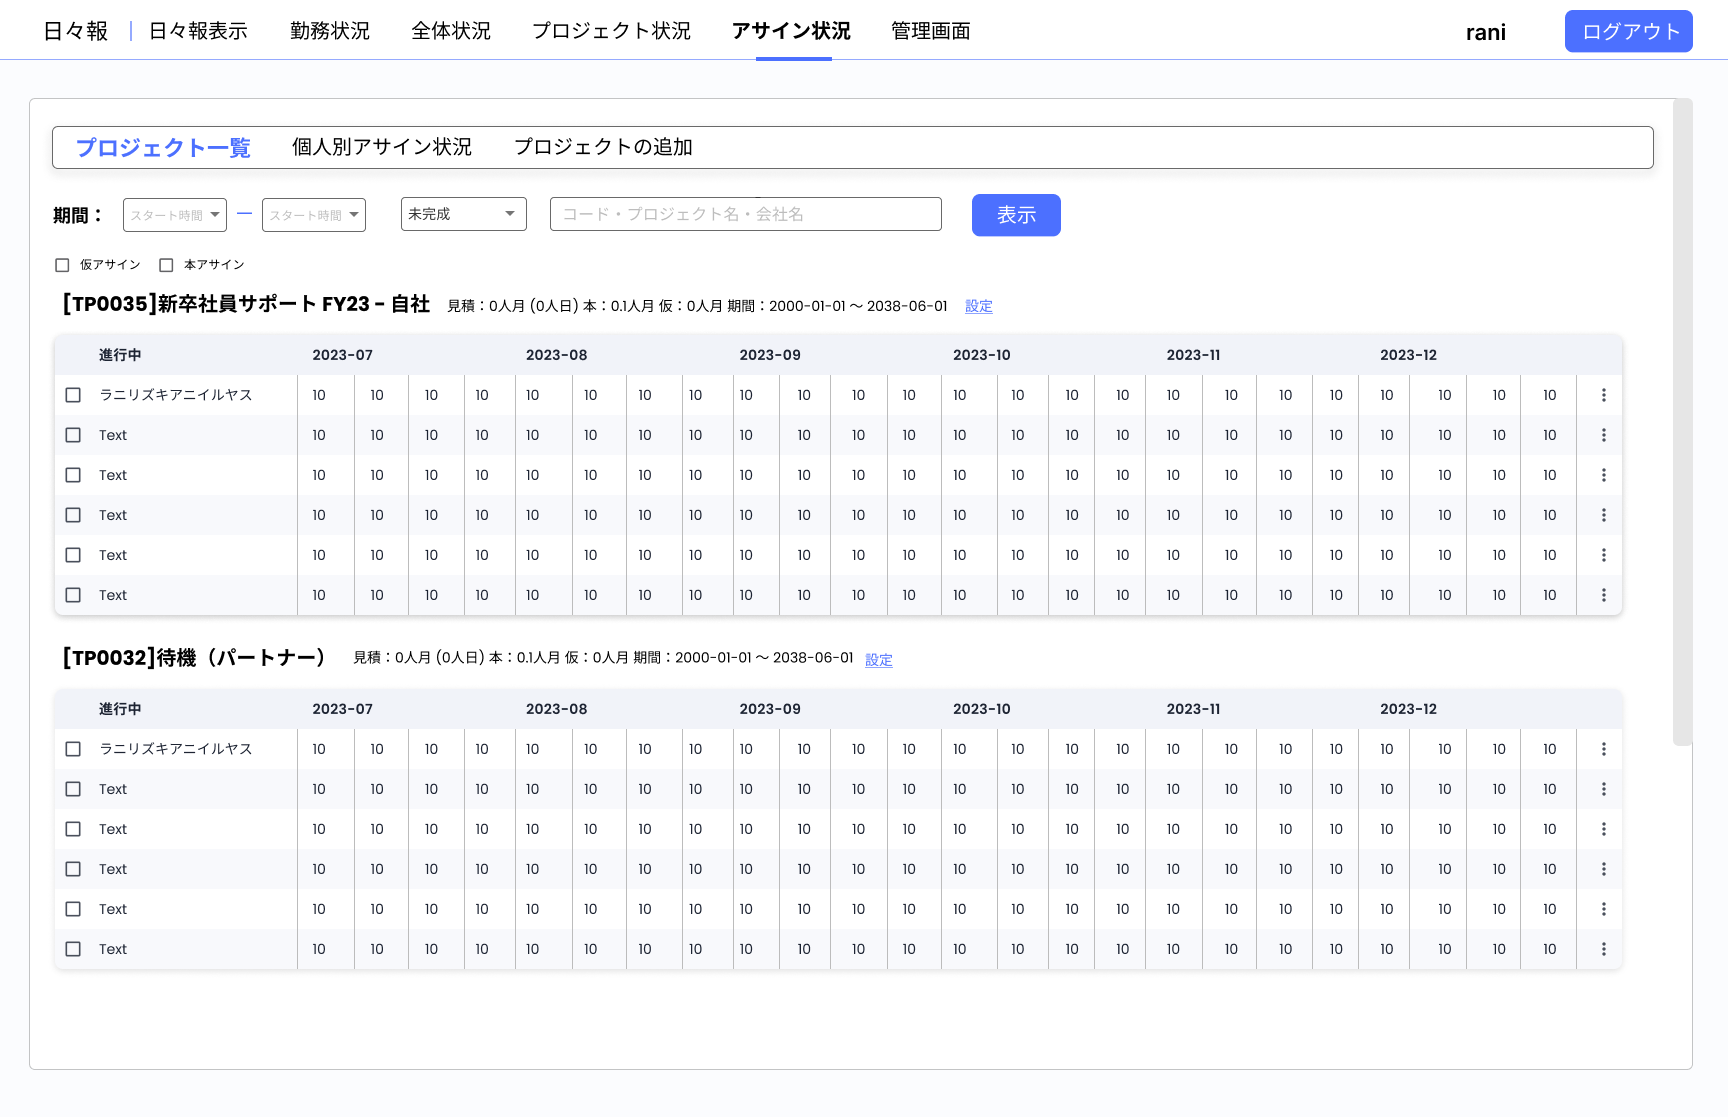 日々報 | 日々報表示 勤務状況 全体状況 プロジェクト状況 アサイン状況 管理画面 rani ログアウト
プロジェクト一覧 個人別アサイン状況 プロジェクトの追加
期間： スタート時間 — スタート時間 未完成 コード・プロジェクト名・会社名 表示
仮アサイン 本アサイン
[TP0035]新卒社員サポート FY23 - 自社 見積：0人月 (0人日) 本：0.1人月 仮：0人月 期間：2000-01-01 〜 2038-06-01 設定
進行中 2023-07 2023-08 2023-09 2023-10 2023-11 2023-12
ラニリズキアニイルヤス 10 10 10 10 10 10 10 10 10 10 10 10 10 10 10 10 10 10 10 10 10 10 10 10
Text 10 10 10 10 10 10 10 10 10 10 10 10 10 10 10 10 10 10 10 10 10 10 10 10
Text 10 10 10 10 10 10 10 10 10 10 10 10 10 10 10 10 10 10 10 10 10 10 10 10
Text 10 10 10 10 10 10 10 10 10 10 10 10 10 10 10 10 10 10 10 10 10 10 10 10
Text 10 10 10 10 10 10 10 10 10 10 10 10 10 10 10 10 10 10 10 10 10 10 10 10
Text 10 10 10 10 10 10 10 10 10 10 10 10 10 10 10 10 10 10 10 10 10 10 10 10
[TP0032]待機（パートナー） 見積：0人月 (0人日) 本：0.1人月 仮：0人月 期間：2000-01-01 〜 2038-06-01 設定
進行中 2023-07 2023-08 2023-09 2023-10 2023-11 2023-12
ラニリズキアニイルヤス 10 10 10 10 10 10 10 10 10 10 10 10 10 10 10 10 10 10 10 10 10 10 10 10
Text 10 10 10 10 10 10 10 10 10 10 10 10 10 10 10 10 10 10 10 10 10 10 10 10
Text 10 10 10 10 10 10 10 10 10 10 10 10 10 10 10 10 10 10 10 10 10 10 10 10
Text 10 10 10 10 10 10 10 10 10 10 10 10 10 10 10 10 10 10 10 10 10 10 10 10
Text 10 10 10 10 10 10 10 10 10 10 10 10 10 10 10 10 10 10 10 10 10 10 10 10
Text 10 10 10 10 10 10 10 10 10 10 10 10 10 10 10 10 10 10 10 10 10 10 10 10